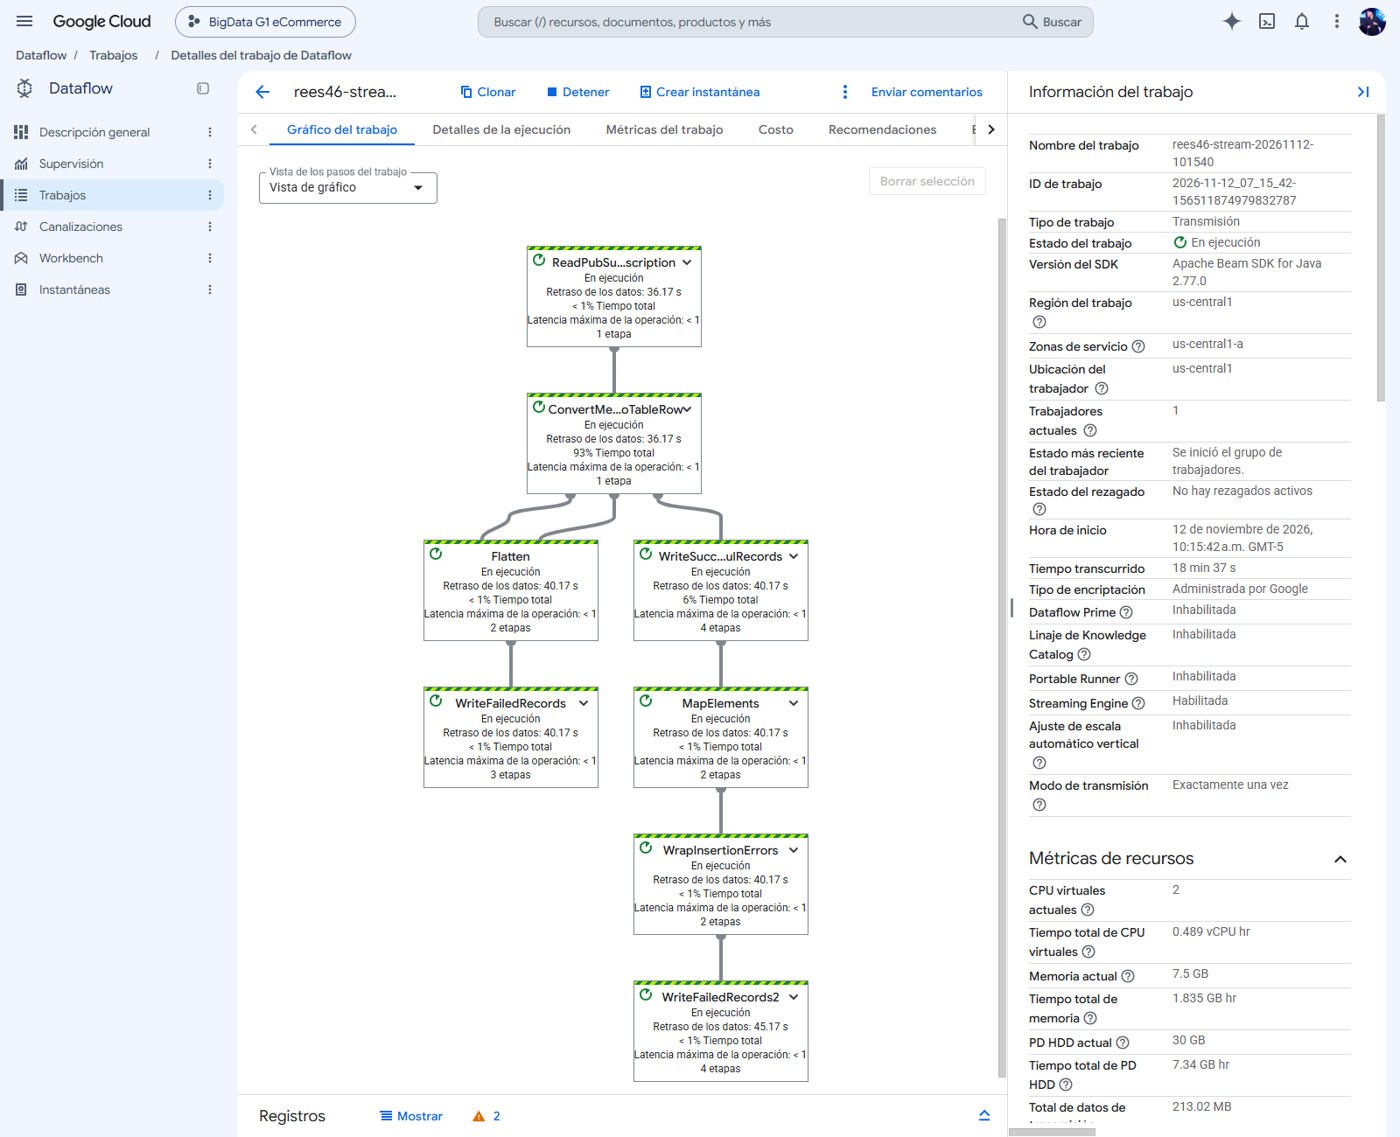 Google Cloud
BigData G1 eCommerce
Buscar (/) recursos, documentos, productos y más
Buscar
Dataflow / Trabajos / Detalles del trabajo de Dataflow
Dataflow
Descripción general
Supervisión
Trabajos
Canalizaciones
Workbench
Instantáneas
rees46-strea...
Clonar
Detener
Crear instantánea
Enviar comentarios
Gráfico del trabajo
Detalles de la ejecución
Métricas del trabajo
Costo
Recomendaciones
Vista de los pasos del trabajo
Vista de gráfico
Borrar selección
ReadPubSu...scription
En ejecución
Retraso de los datos: 36.17 s
< 1% Tiempo total
Latencia máxima de la operación: < 1
1 etapa
ConvertMe...oTableRow
En ejecución
Retraso de los datos: 36.17 s
93% Tiempo total
Latencia máxima de la operación: < 1
1 etapa
Flatten
En ejecución
Retraso de los datos: 40.17 s
< 1% Tiempo total
Latencia máxima de la operación: < 1
2 etapas
WriteSucc...ulRecords
En ejecución
Retraso de los datos: 40.17 s
6% Tiempo total
Latencia máxima de la operación: < 1
4 etapas
WriteFailedRecords
En ejecución
Retraso de los datos: 40.17 s
< 1% Tiempo total
Latencia máxima de la operación: < 1
3 etapas
MapElements
En ejecución
Retraso de los datos: 40.17 s
< 1% Tiempo total
Latencia máxima de la operación: < 1
2 etapas
WrapInsertionErrors
En ejecución
Retraso de los datos: 40.17 s
< 1% Tiempo total
Latencia máxima de la operación: < 1
2 etapas
WriteFailedRecords2
En ejecución
Retraso de los datos: 45.17 s
< 1% Tiempo total
Latencia máxima de la operación: < 1
4 etapas
Registros
Mostrar
2
Información del trabajo
Nombre del trabajo
rees46-stream-20261112-
101540
ID de trabajo
2026-11-12_07_15_42-
156511874979832787
Tipo de trabajo
Transmisión
Estado del trabajo
En ejecución
Versión del SDK
Apache Beam SDK for Java
2.77.0
Región del trabajo
us-central1
Zonas de servicio
us-central1-a
Ubicación del
trabajador
us-central1
Trabajadores
actuales
1
Estado más reciente
del trabajador
Se inició el grupo de
trabajadores.
Estado del rezagado
No hay rezagados activos
Hora de inicio
12 de noviembre de 2026,
10:15:42 a.m. GMT-5
Tiempo transcurrido
18 min 37 s
Tipo de encriptación
Administrada por Google
Dataflow Prime
Inhabilitada
Linaje de Knowledge
Catalog
Inhabilitada
Portable Runner
Inhabilitada
Streaming Engine
Habilitada
Ajuste de escala
automático vertical
Inhabilitada
Modo de transmisión
Exactamente una vez
Métricas de recursos
CPU virtuales
actuales
2
Tiempo total de CPU
virtuales
0.489 vCPU hr
Memoria actual
7.5 GB
Tiempo total de
memoria
1.835 GB hr
PD HDD actual
30 GB
Tiempo total de PD
HDD
7.34 GB hr
Total de datos de
213.02 MB